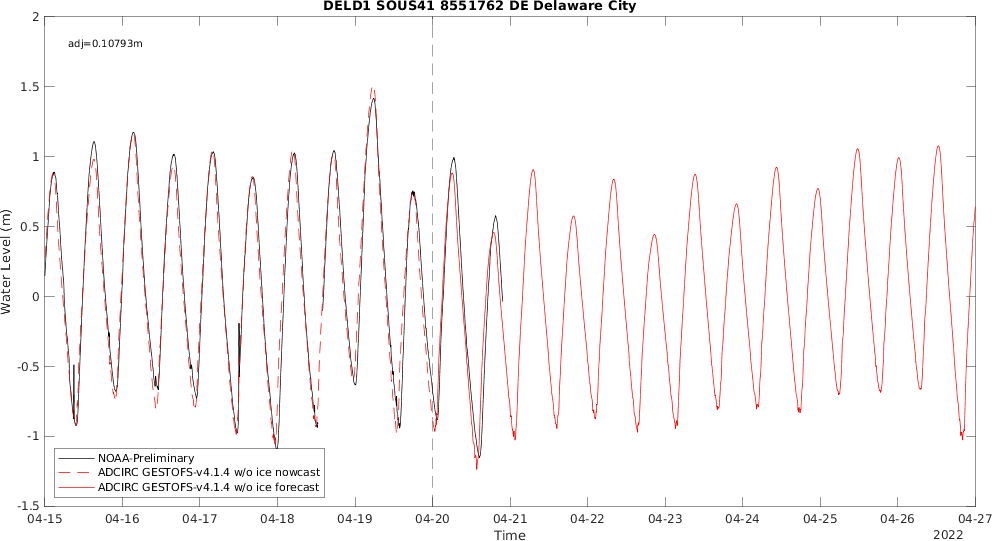 DELD1 SOUS41 8551762 DE Delaware City
adj=0.10793m
Water Level (m)
2
1.5
1
0.5
0
-0.5
-1
-1.5
NOAA-Preliminary
ADCIRC GESTOFS-v4.1.4 w/o ice nowcast
ADCIRC GESTOFS-v4.1.4 w/o ice forecast
04-15 04-16 04-17 04-18 04-19 04-20 04-21 04-22 04-23 04-24 04-25 04-26 04-27
Time
2022